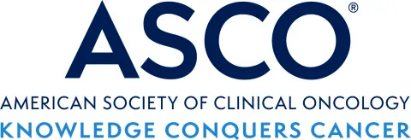 ASCO®
AMERICAN SOCIETY OF CLINICAL ONCOLOGY
KNOWLEDGE CONQUERS CANCER